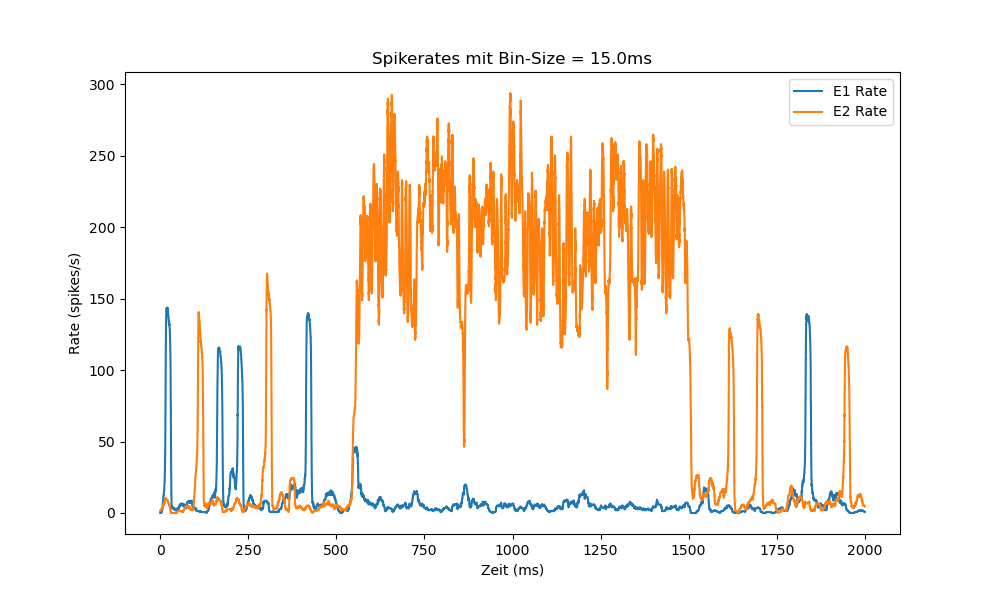 Spikerates mit Bin-Size = 15.0ms
E1 Rate
E2 Rate
300
250
200
150
100
50
0
Rate (spikes/s)
0 250 500 750 1000 1250 1500 1750 2000
Zeit (ms)